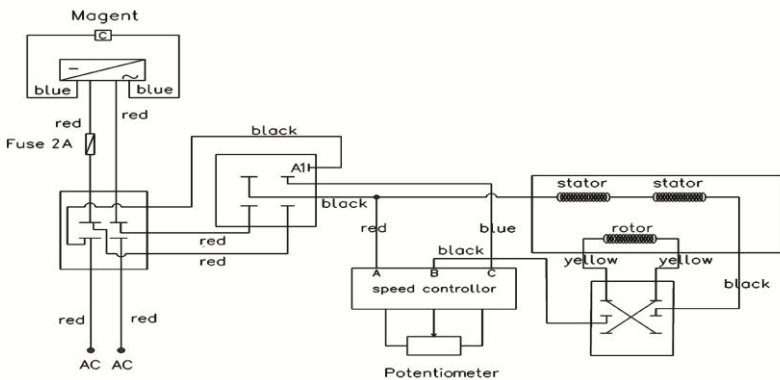 Magent
C
− ~
blue blue
red red
Fuse 2A
black
A1
black
red
red
red red
AC AC
stator stator
rotor
yellow yellow
black
red
blue
black
A B C
speed controllor
Potentiometer